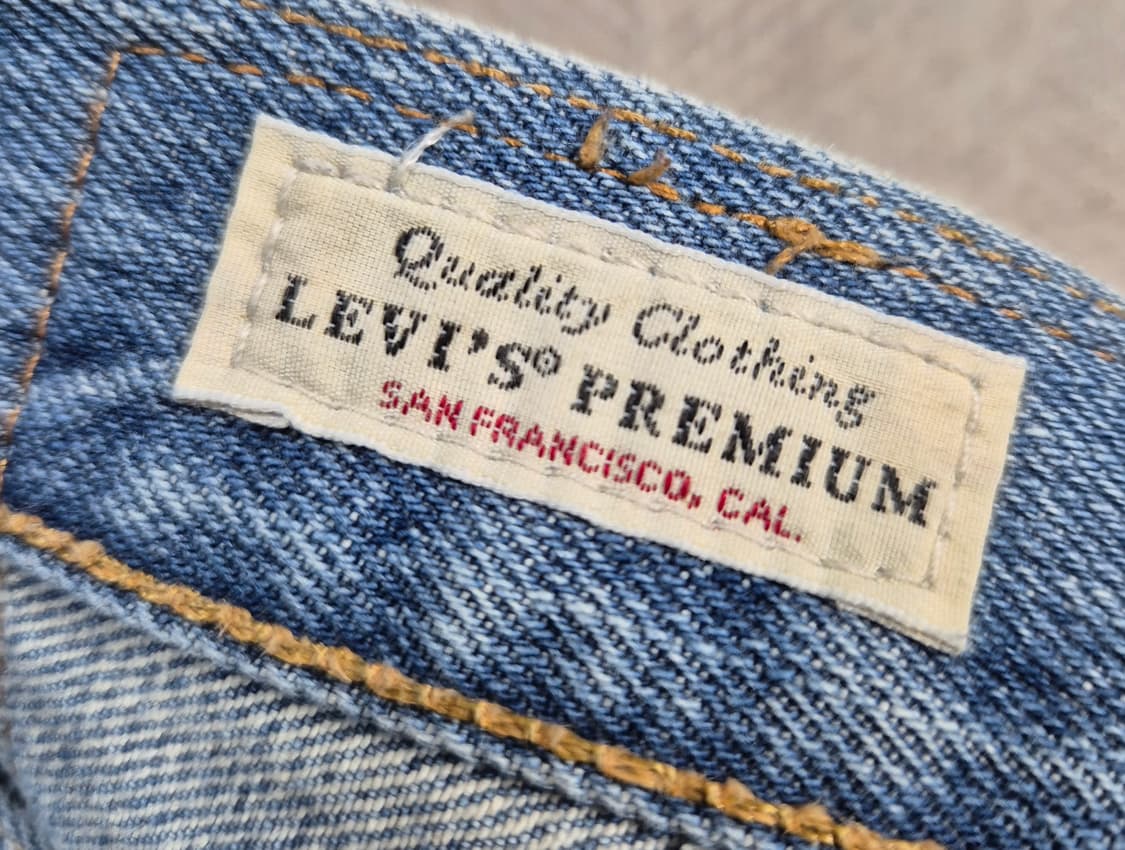 Quality Clothing
LEVI'S® PREMIUM
SAN FRANCISCO, CAL.